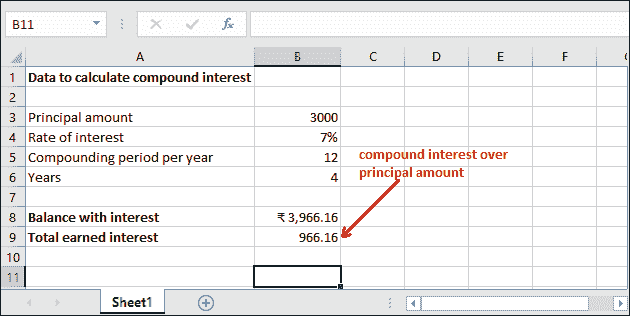 B11
fx
A B C D E F
1 Data to calculate compound interest
2
3 Principal amount 3000
4 Rate of interest 7%
5 Compounding period per year 12
6 Years 4
compound interest over
principal amount
7
8 Balance with interest ₹ 3,966.16
9 Total earned interest 966.16
10
11
Sheet1